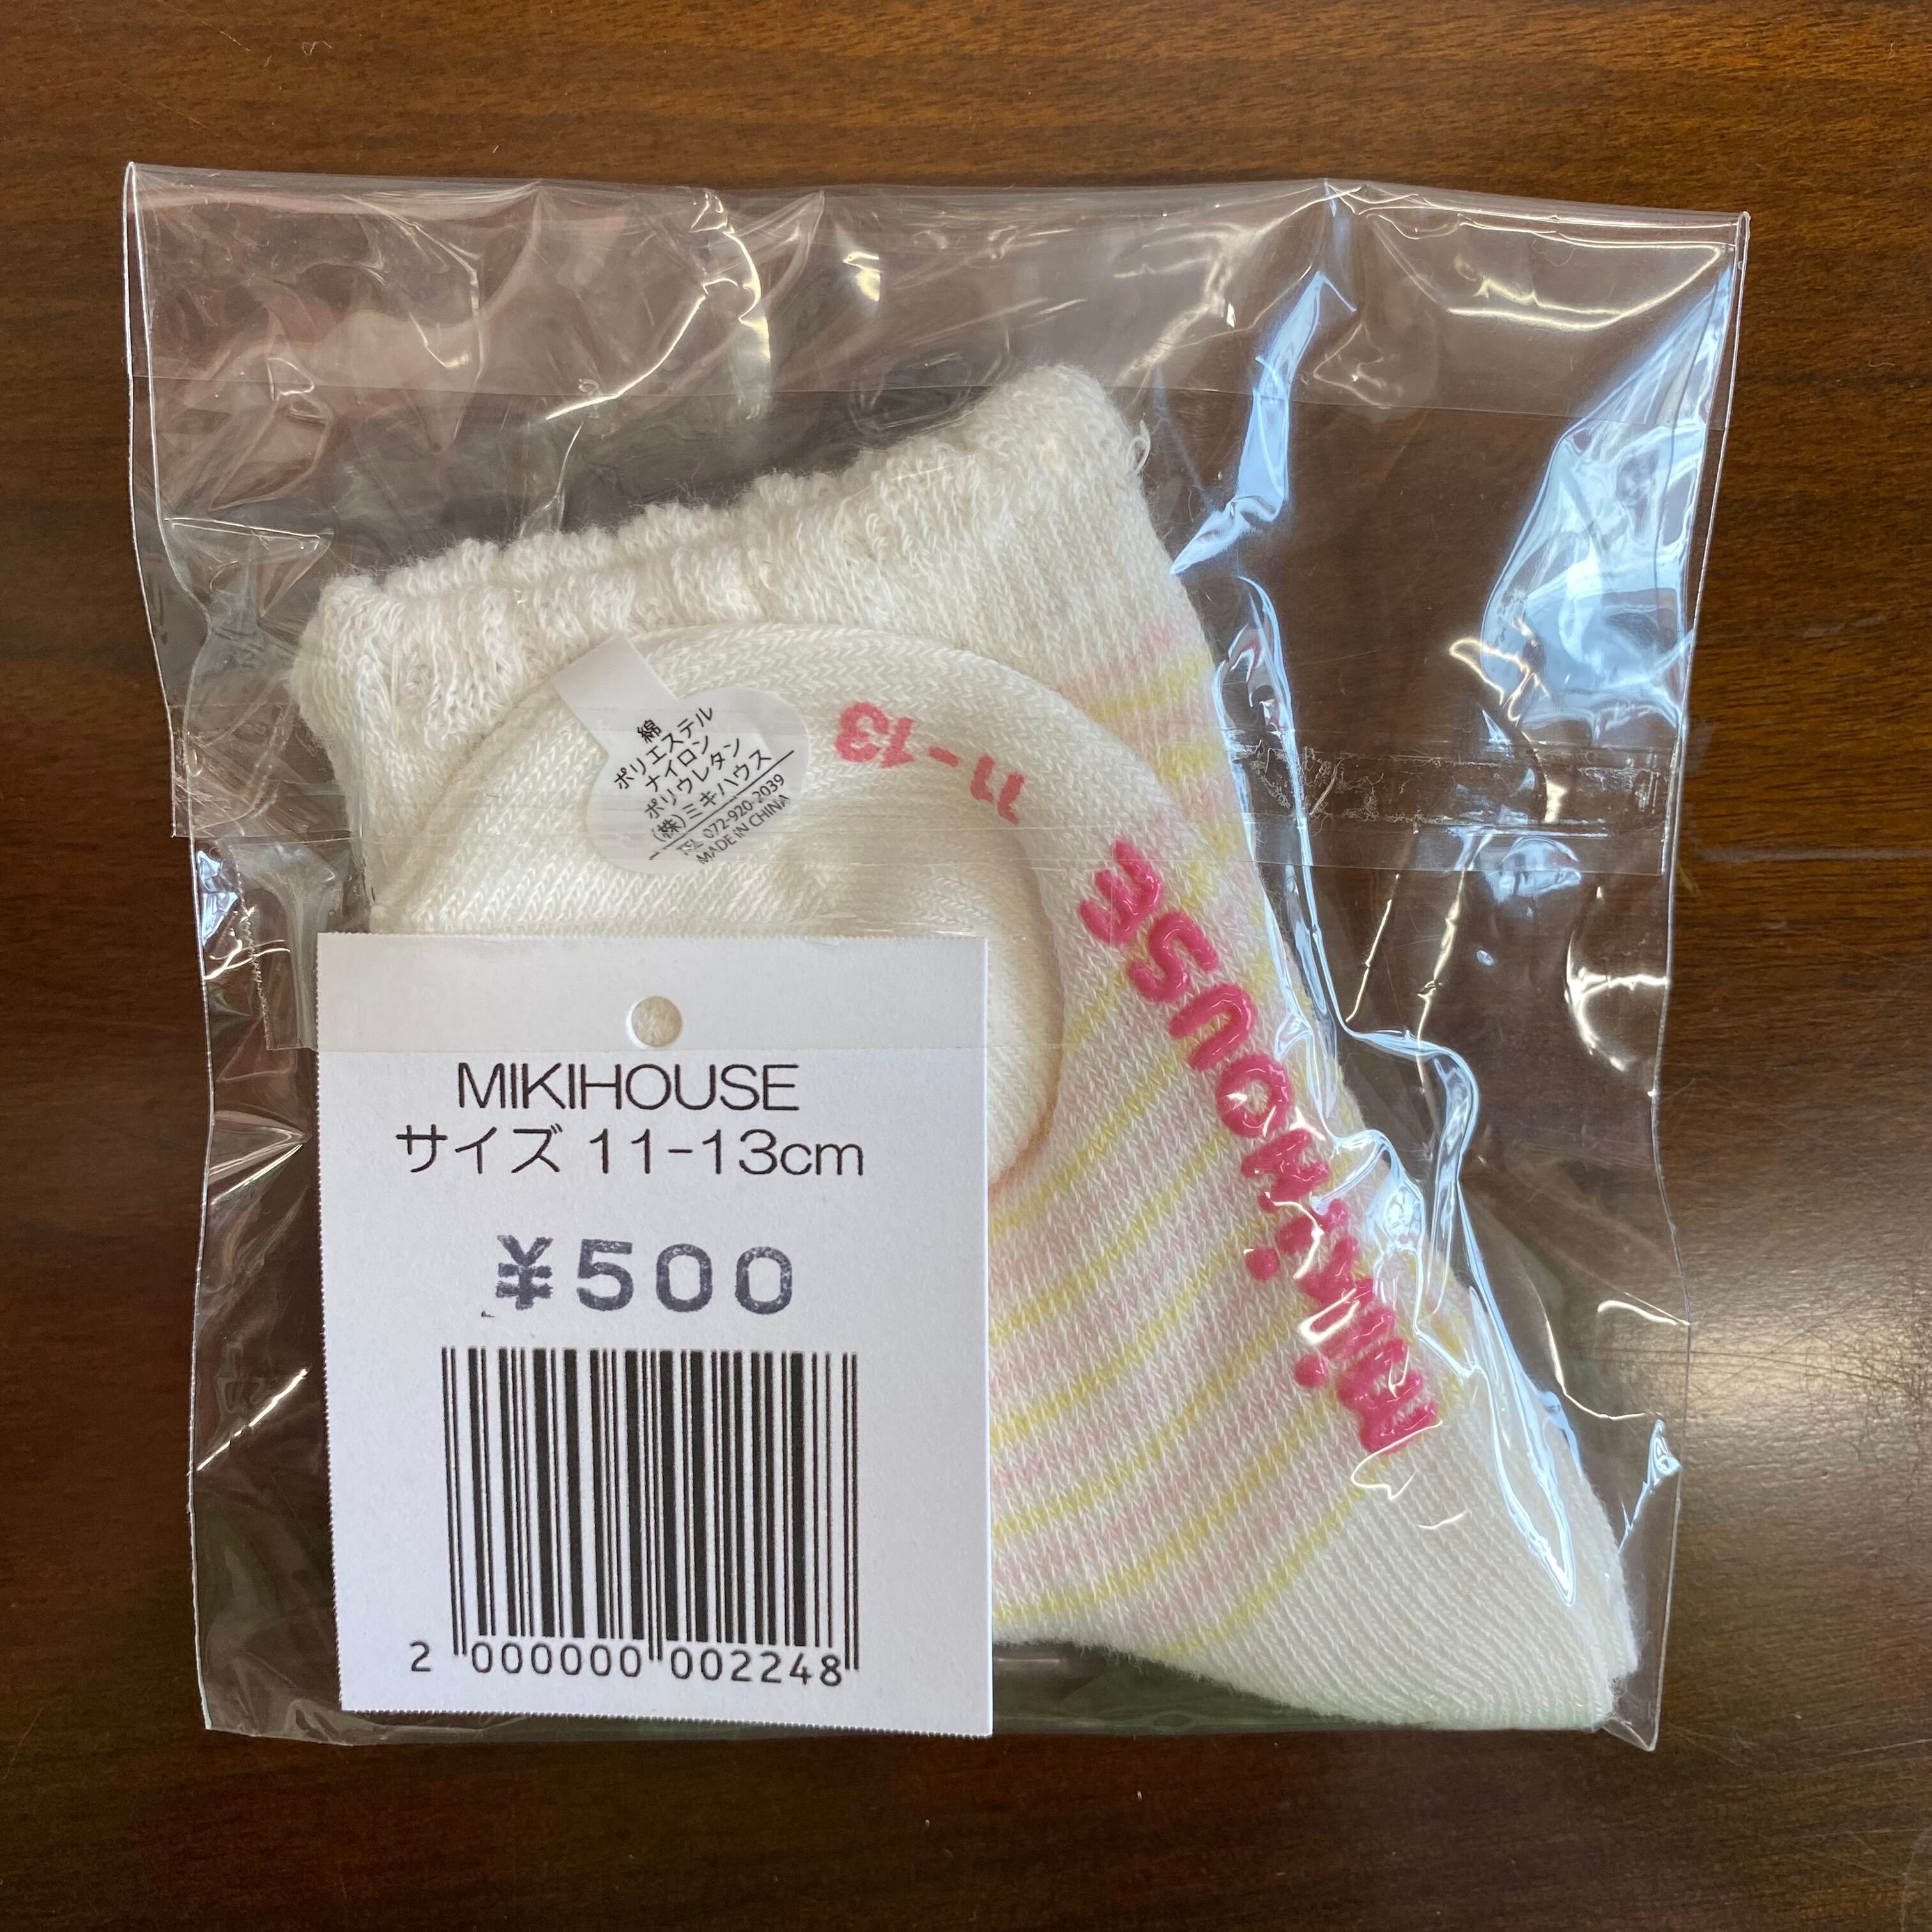 綿
ポリエステル
ナイロン
ポリウレタン
(株)ミキハウス
TEL 072-920-2039
MADE IN CHINA
11-13
MIKI:HOUSE
MIKIHOUSE
サイズ 11-13cm
¥500
2 000000 002248